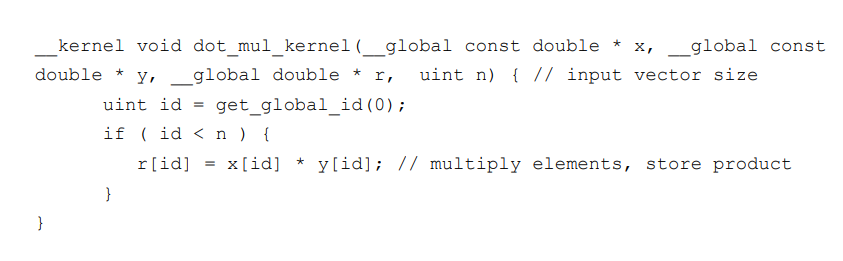 __kernel void dot_mul_kernel(__global const double * x, __global const
double * y, __global double * r,  uint n) { // input vector size
      uint id = get_global_id(0);
      if ( id < n ) {
         r[id] = x[id] * y[id]; // multiply elements, store product
      }
}